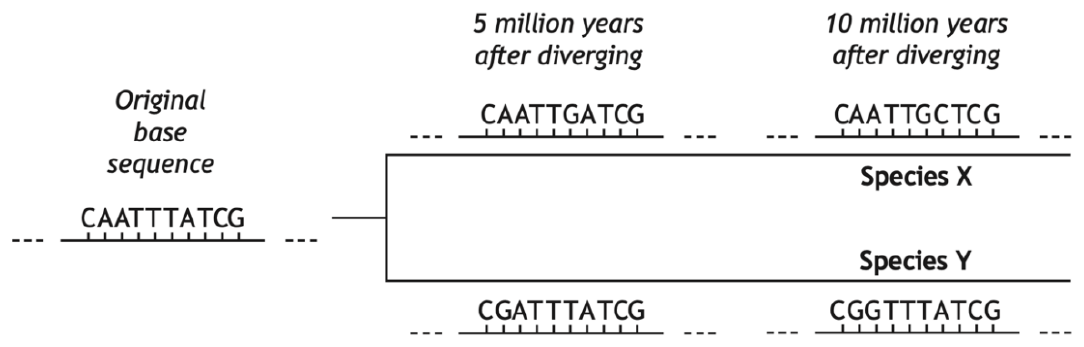 5 million years
after diverging
10 million years
after diverging
Original
base
sequence
CAATTGATCG
CAATTGCTCG
Species X
CAATTTATCG
Species Y
CGATTTATCG
CGGTTTATCG